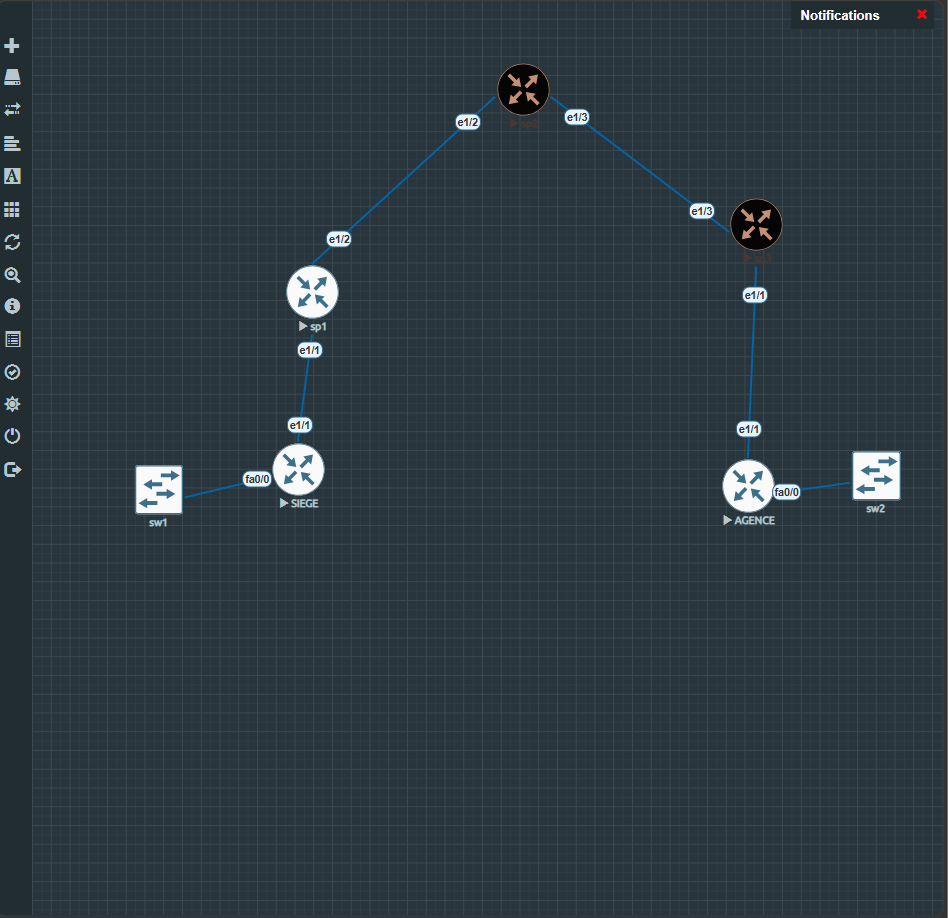 Notifications
A
e1/2
e1/3
e1/2
e1/3
sp1
e1/1
e1/1
e1/1
e1/1
fa0/0
SIEGE
sw1
fa0/0
AGENCE
sw2